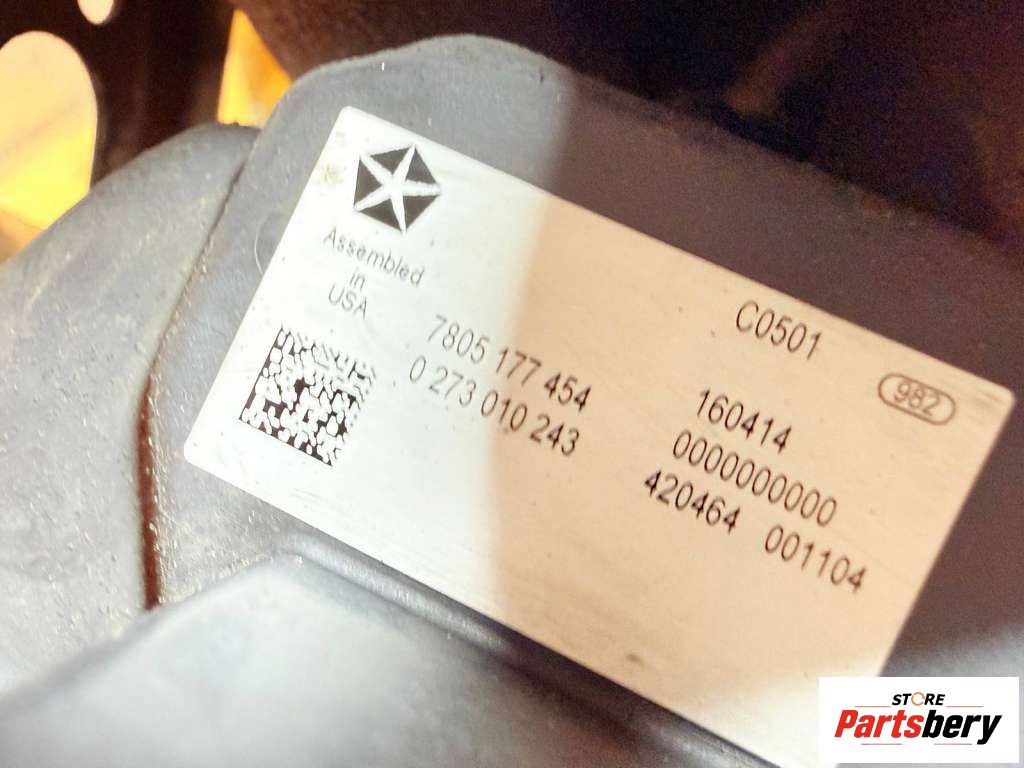 Assembled
in
USA
7805 177 454
0 273 010 243
C0501
982
160414
0000000000
420464 001104
STORE
Partsbery